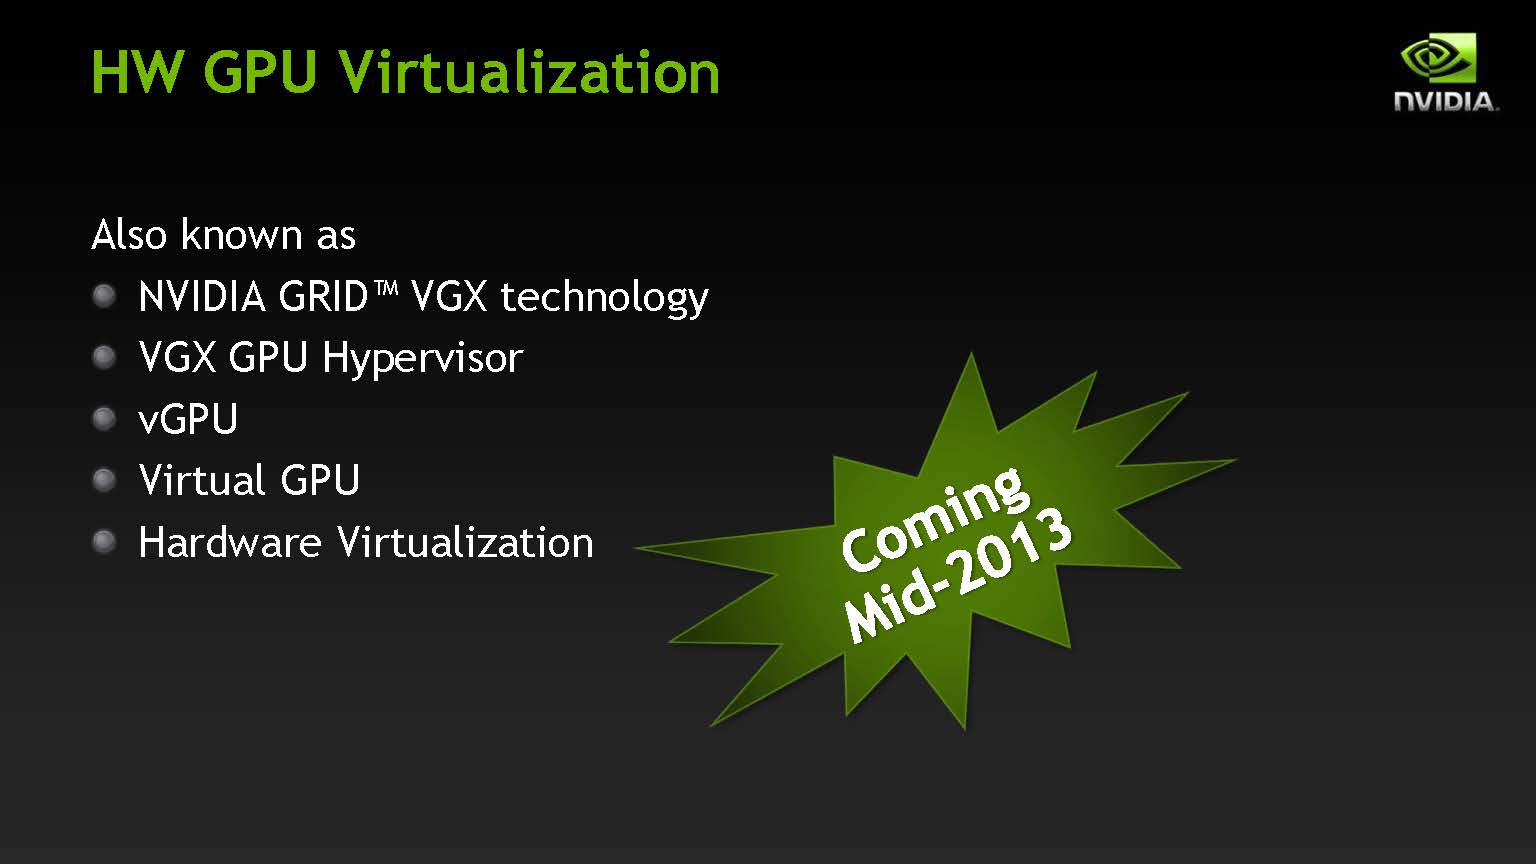 HW GPU Virtualization
NVIDIA.
Also known as
NVIDIA GRID™ VGX technology
VGX GPU Hypervisor
vGPU
Virtual GPU
Hardware Virtualization
Coming
Mid-2013